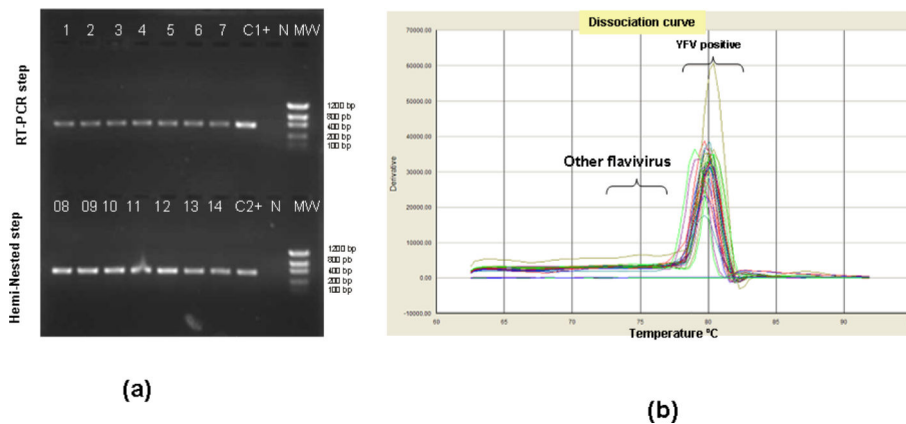 1 2 3 4 5 6 7 C1+ N MW
RT-PCR step
1200 bp
800 pb
400 bp
200 bp
100 bp
08 09 10 11 12 13 14 C2+ N MW
Hemi-Nested step
1200 bp
800 bp
400 bp
200 bp
100 bp
(a)
Dissociation curve
YFV positive
Other flavivirus
Derivative
70000.00
60000.00
50000.00
40000.00
30000.00
20000.00
10000.00
0.00
-10000.00
60 65 70 75 80 85 90 95
Temperature ºC
(b)